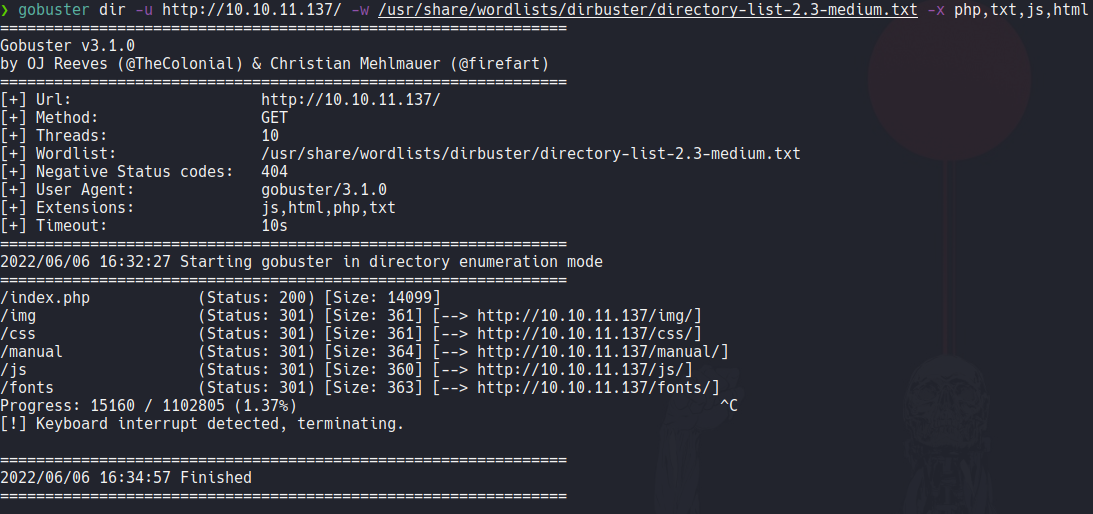 ❯ gobuster dir -u http://10.10.11.137/ -w /usr/share/wordlists/dirbuster/directory-list-2.3-medium.txt -x php,txt,js,html
===============================================================
Gobuster v3.1.0
by OJ Reeves (@TheColonial) & Christian Mehlmauer (@firefart)
===============================================================
[+] Url:                     http://10.10.11.137/
[+] Method:                  GET
[+] Threads:                 10
[+] Wordlist:                /usr/share/wordlists/dirbuster/directory-list-2.3-medium.txt
[+] Negative Status codes:   404
[+] User Agent:              gobuster/3.1.0
[+] Extensions:              js,html,php,txt
[+] Timeout:                 10s
===============================================================
2022/06/06 16:32:27 Starting gobuster in directory enumeration mode
===============================================================
/index.php            (Status: 200) [Size: 14099]
/img                  (Status: 301) [Size: 361] [--> http://10.10.11.137/img/]
/css                  (Status: 301) [Size: 361] [--> http://10.10.11.137/css/]
/manual               (Status: 301) [Size: 364] [--> http://10.10.11.137/manual/]
/js                   (Status: 301) [Size: 360] [--> http://10.10.11.137/js/]
/fonts                (Status: 301) [Size: 363] [--> http://10.10.11.137/fonts/]
Progress: 15160 / 1102805 (1.37%)                                               ^C
[!] Keyboard interrupt detected, terminating.
===============================================================
2022/06/06 16:34:57 Finished
===============================================================